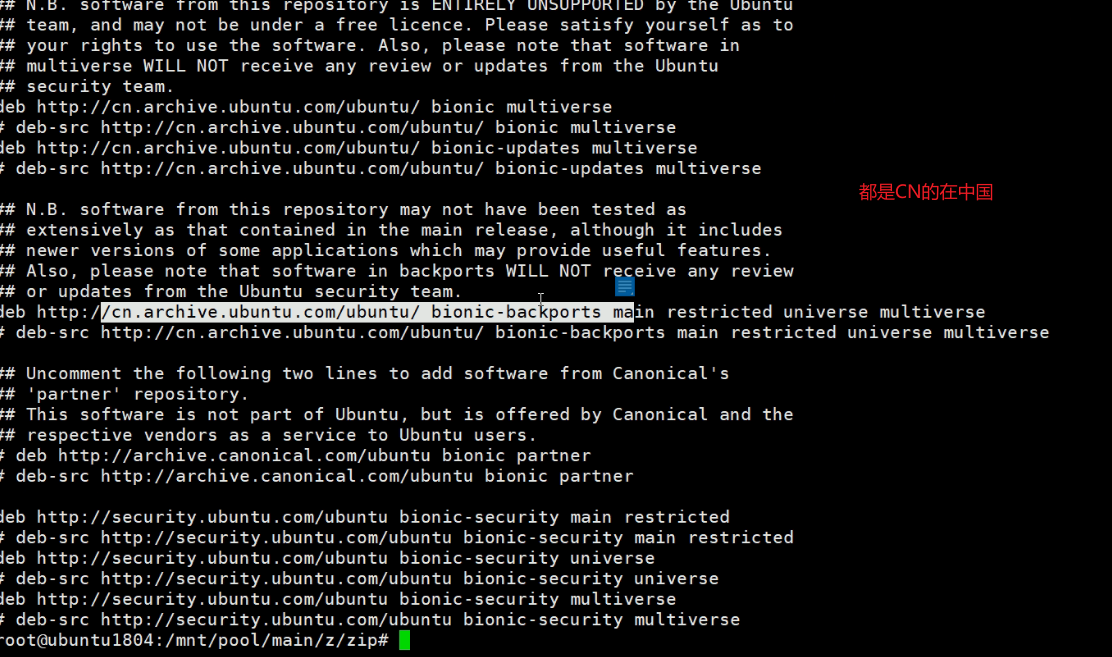 ## N.B. software from this repository is ENTIRELY UNSUPPORTED by the Ubuntu
## team, and may not be under a free licence. Please satisfy yourself as to
## your rights to use the software. Also, please note that software in
## multiverse WILL NOT receive any review or updates from the Ubuntu
## security team.
deb http://cn.archive.ubuntu.com/ubuntu/ bionic multiverse
# deb-src http://cn.archive.ubuntu.com/ubuntu/ bionic multiverse
deb http://cn.archive.ubuntu.com/ubuntu/ bionic-updates multiverse
# deb-src http://cn.archive.ubuntu.com/ubuntu/ bionic-updates multiverse
都是CN的在中国
## N.B. software from this repository may not have been tested as
## extensively as that contained in the main release, although it includes
## newer versions of some applications which may provide useful features.
## Also, please note that software in backports WILL NOT receive any review
## or updates from the Ubuntu security team.
deb http://cn.archive.ubuntu.com/ubuntu/ bionic-backports main restricted universe multiverse
# deb-src http://cn.archive.ubuntu.com/ubuntu/ bionic-backports main restricted universe multiverse
## Uncomment the following two lines to add software from Canonical's
## 'partner' repository.
## This software is not part of Ubuntu, but is offered by Canonical and the
## respective vendors as a service to Ubuntu users.
# deb http://archive.canonical.com/ubuntu bionic partner
# deb-src http://archive.canonical.com/ubuntu bionic partner
deb http://security.ubuntu.com/ubuntu bionic-security main restricted
# deb-src http://security.ubuntu.com/ubuntu bionic-security main restricted
deb http://security.ubuntu.com/ubuntu bionic-security universe
# deb-src http://security.ubuntu.com/ubuntu bionic-security universe
deb http://security.ubuntu.com/ubuntu bionic-security multiverse
# deb-src http://security.ubuntu.com/ubuntu bionic-security multiverse
root@ubuntu1804:/mnt/pool/main/z/zip#